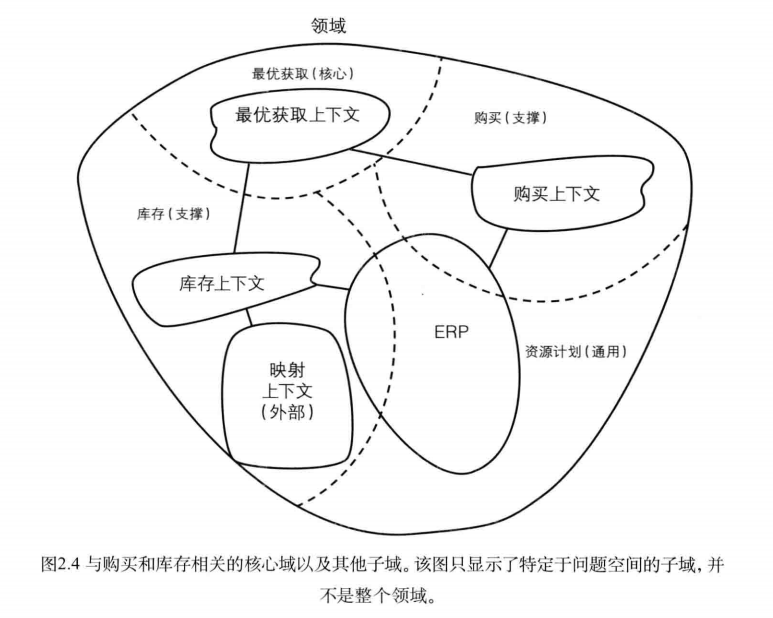 领域
最优获取(核心)
最优获取上下文
购买(支撑)
购买上下文
库存(支撑)
库存上下文
ERP
资源计划(通用)
映射
上下文
(外部)
图2.4 与购买和库存相关的核心域以及其他子域。该图只显示了特定于问题空间的子域，并
不是整个领域。